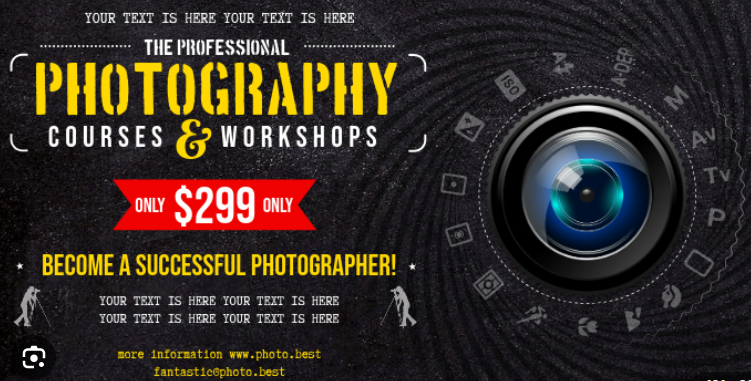 YOUR TEXT IS HERE YOUR TEXT IS HERE
THE PROFESSIONAL
PHOTOGRAPHY
COURSES & WORKSHOPS
ONLY $299 ONLY
BECOME A SUCCESSFUL PHOTOGRAPHER!
YOUR TEXT IS HERE YOUR TEXT IS HERE
YOUR TEXT IS HERE YOUR TEXT IS HERE
more information www.photo.best
fantastic@photo.best
ISO
A+
A-DEP
M
Av
Tv
P